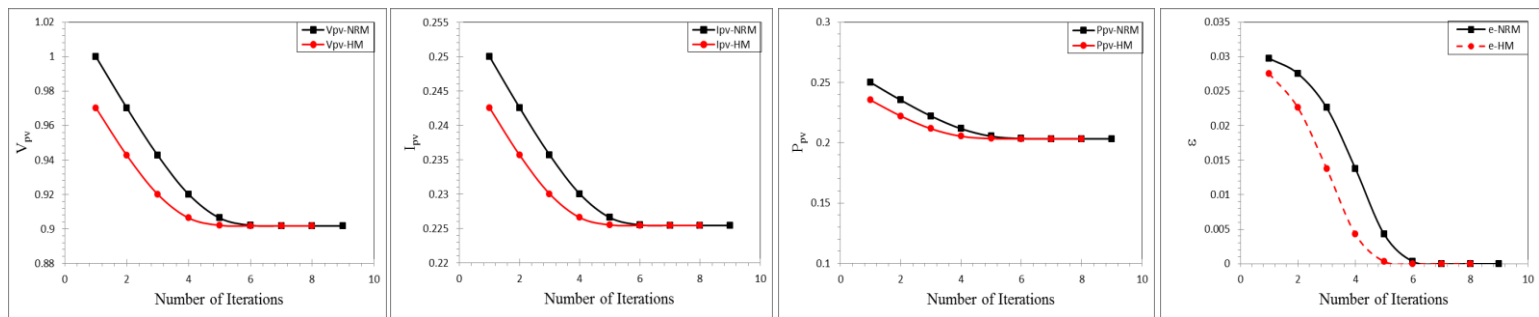 1.02
1
0.98
0.96
0.94
0.92
0.9
0.88
V_pv
0 2 4 6 8 10
Number of Iterations
Vpv-NRM
Vpv-HM
0.255
0.25
0.245
0.24
0.235
0.23
0.225
0.22
I_pv
0 2 4 6 8 10
Number of Iterations
Ipv-NRM
Ipv-HM
0.3
0.25
0.2
0.15
0.1
P_pv
0 2 4 6 8 10
Number of Iterations
Ppv-NRM
Ppv-HM
0.035
0.03
0.025
0.02
0.015
0.01
0.005
0
ε
0 2 4 6 8 10
Number of Iterations
e-NRM
e-HM